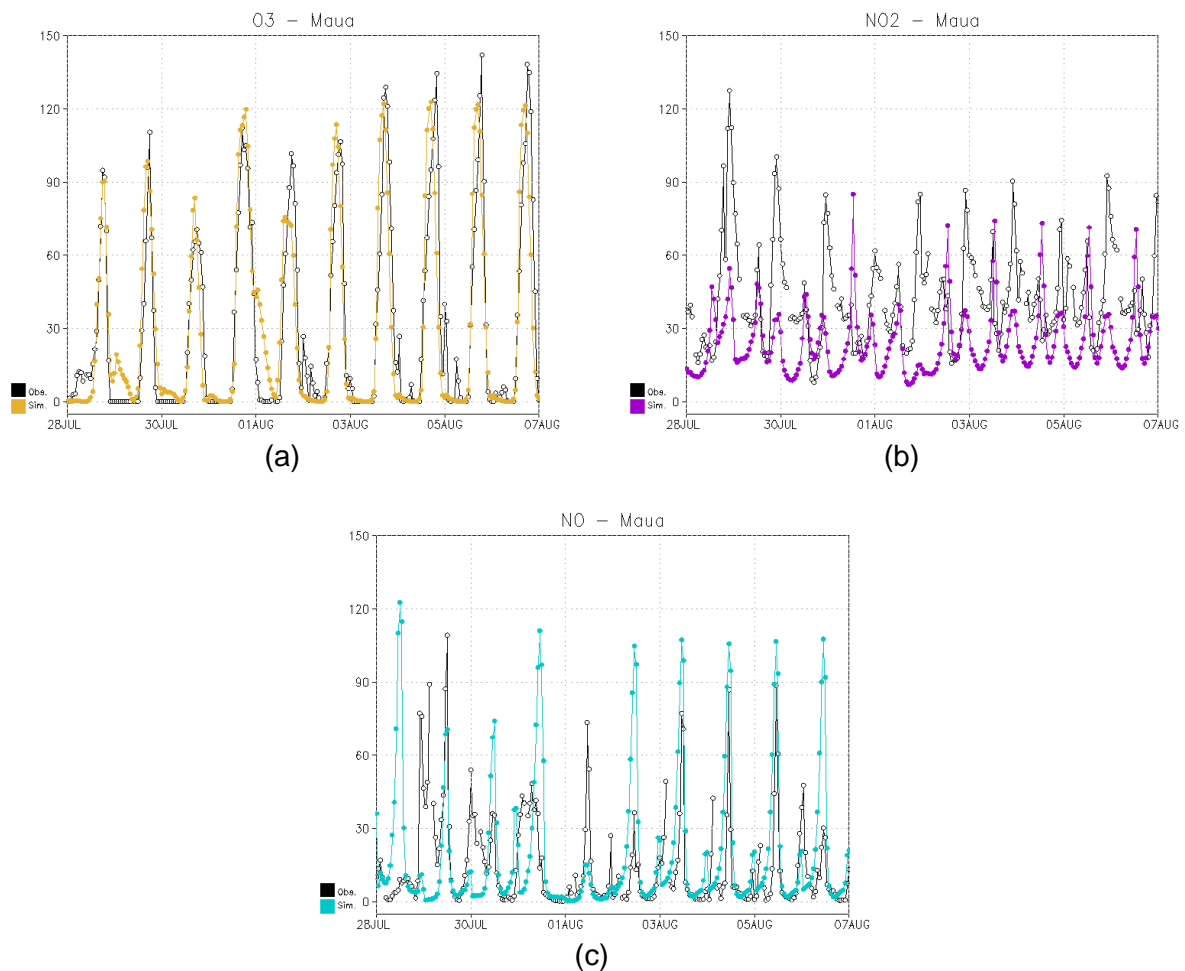 O3 – Maua
150
120
90
60
30
0
Obs.
Sim.
28JUL 30JUL 01AUG 03AUG 05AUG 07AUG
(a)
NO2 – Maua
150
120
90
60
30
0
Obs.
Sim.
28JUL 30JUL 01AUG 03AUG 05AUG 07AUG
(b)
NO – Maua
150
120
90
60
30
0
Obs.
Sim.
28JUL 30JUL 01AUG 03AUG 05AUG 07AUG
(c)